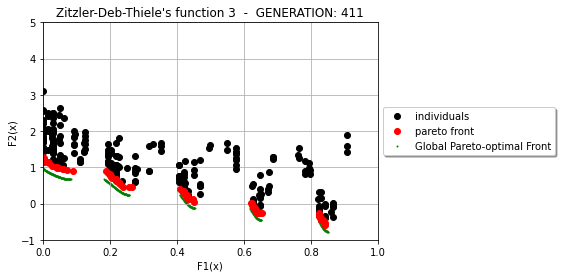 Zitzler-Deb-Thiele's function 3 - GENERATION: 411
F2(x)
5
4
3
2
1
0
−1
0.0 0.2 0.4 0.6 0.8 1.0
F1(x)
individuals
pareto front
Global Pareto-optimal Front